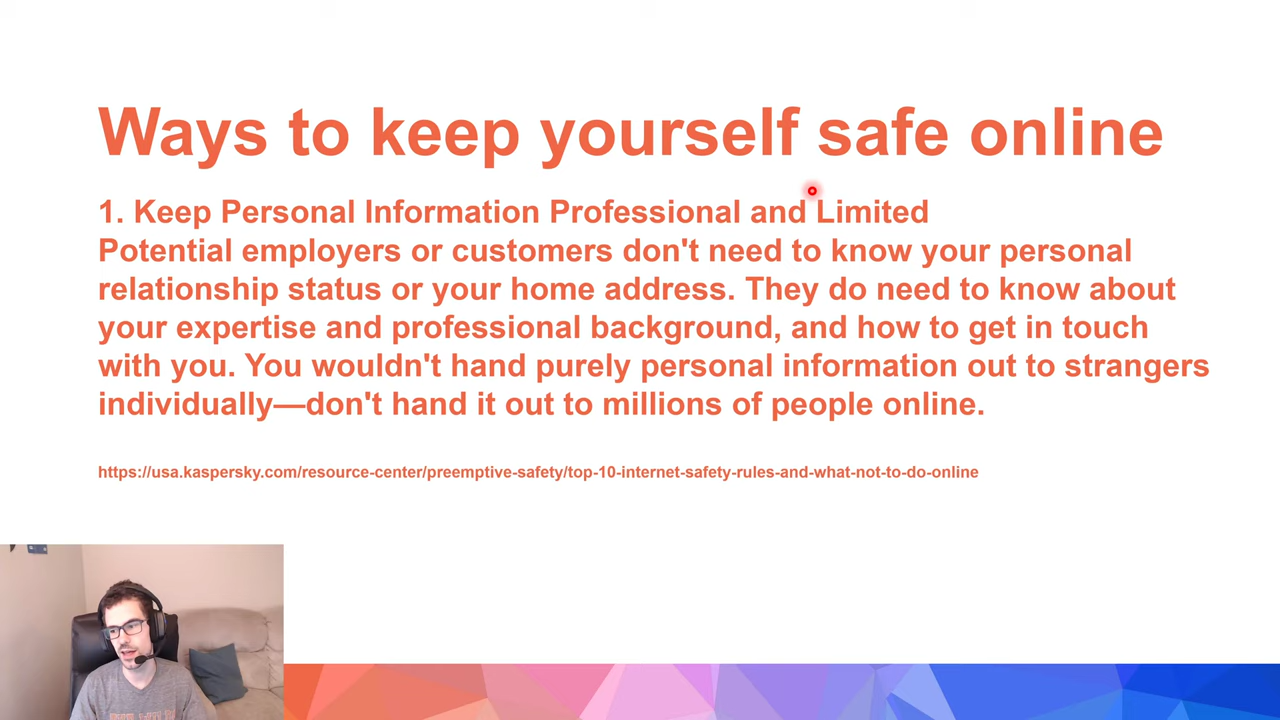 Ways to keep yourself safe online
1. Keep Personal Information Professional and Limited
Potential employers or customers don't need to know your personal
relationship status or your home address. They do need to know about
your expertise and professional background, and how to get in touch
with you. You wouldn't hand purely personal information out to strangers
individually—don't hand it out to millions of people online.
https://usa.kaspersky.com/resource-center/preemptive-safety/top-10-internet-safety-rules-and-what-not-to-do-online